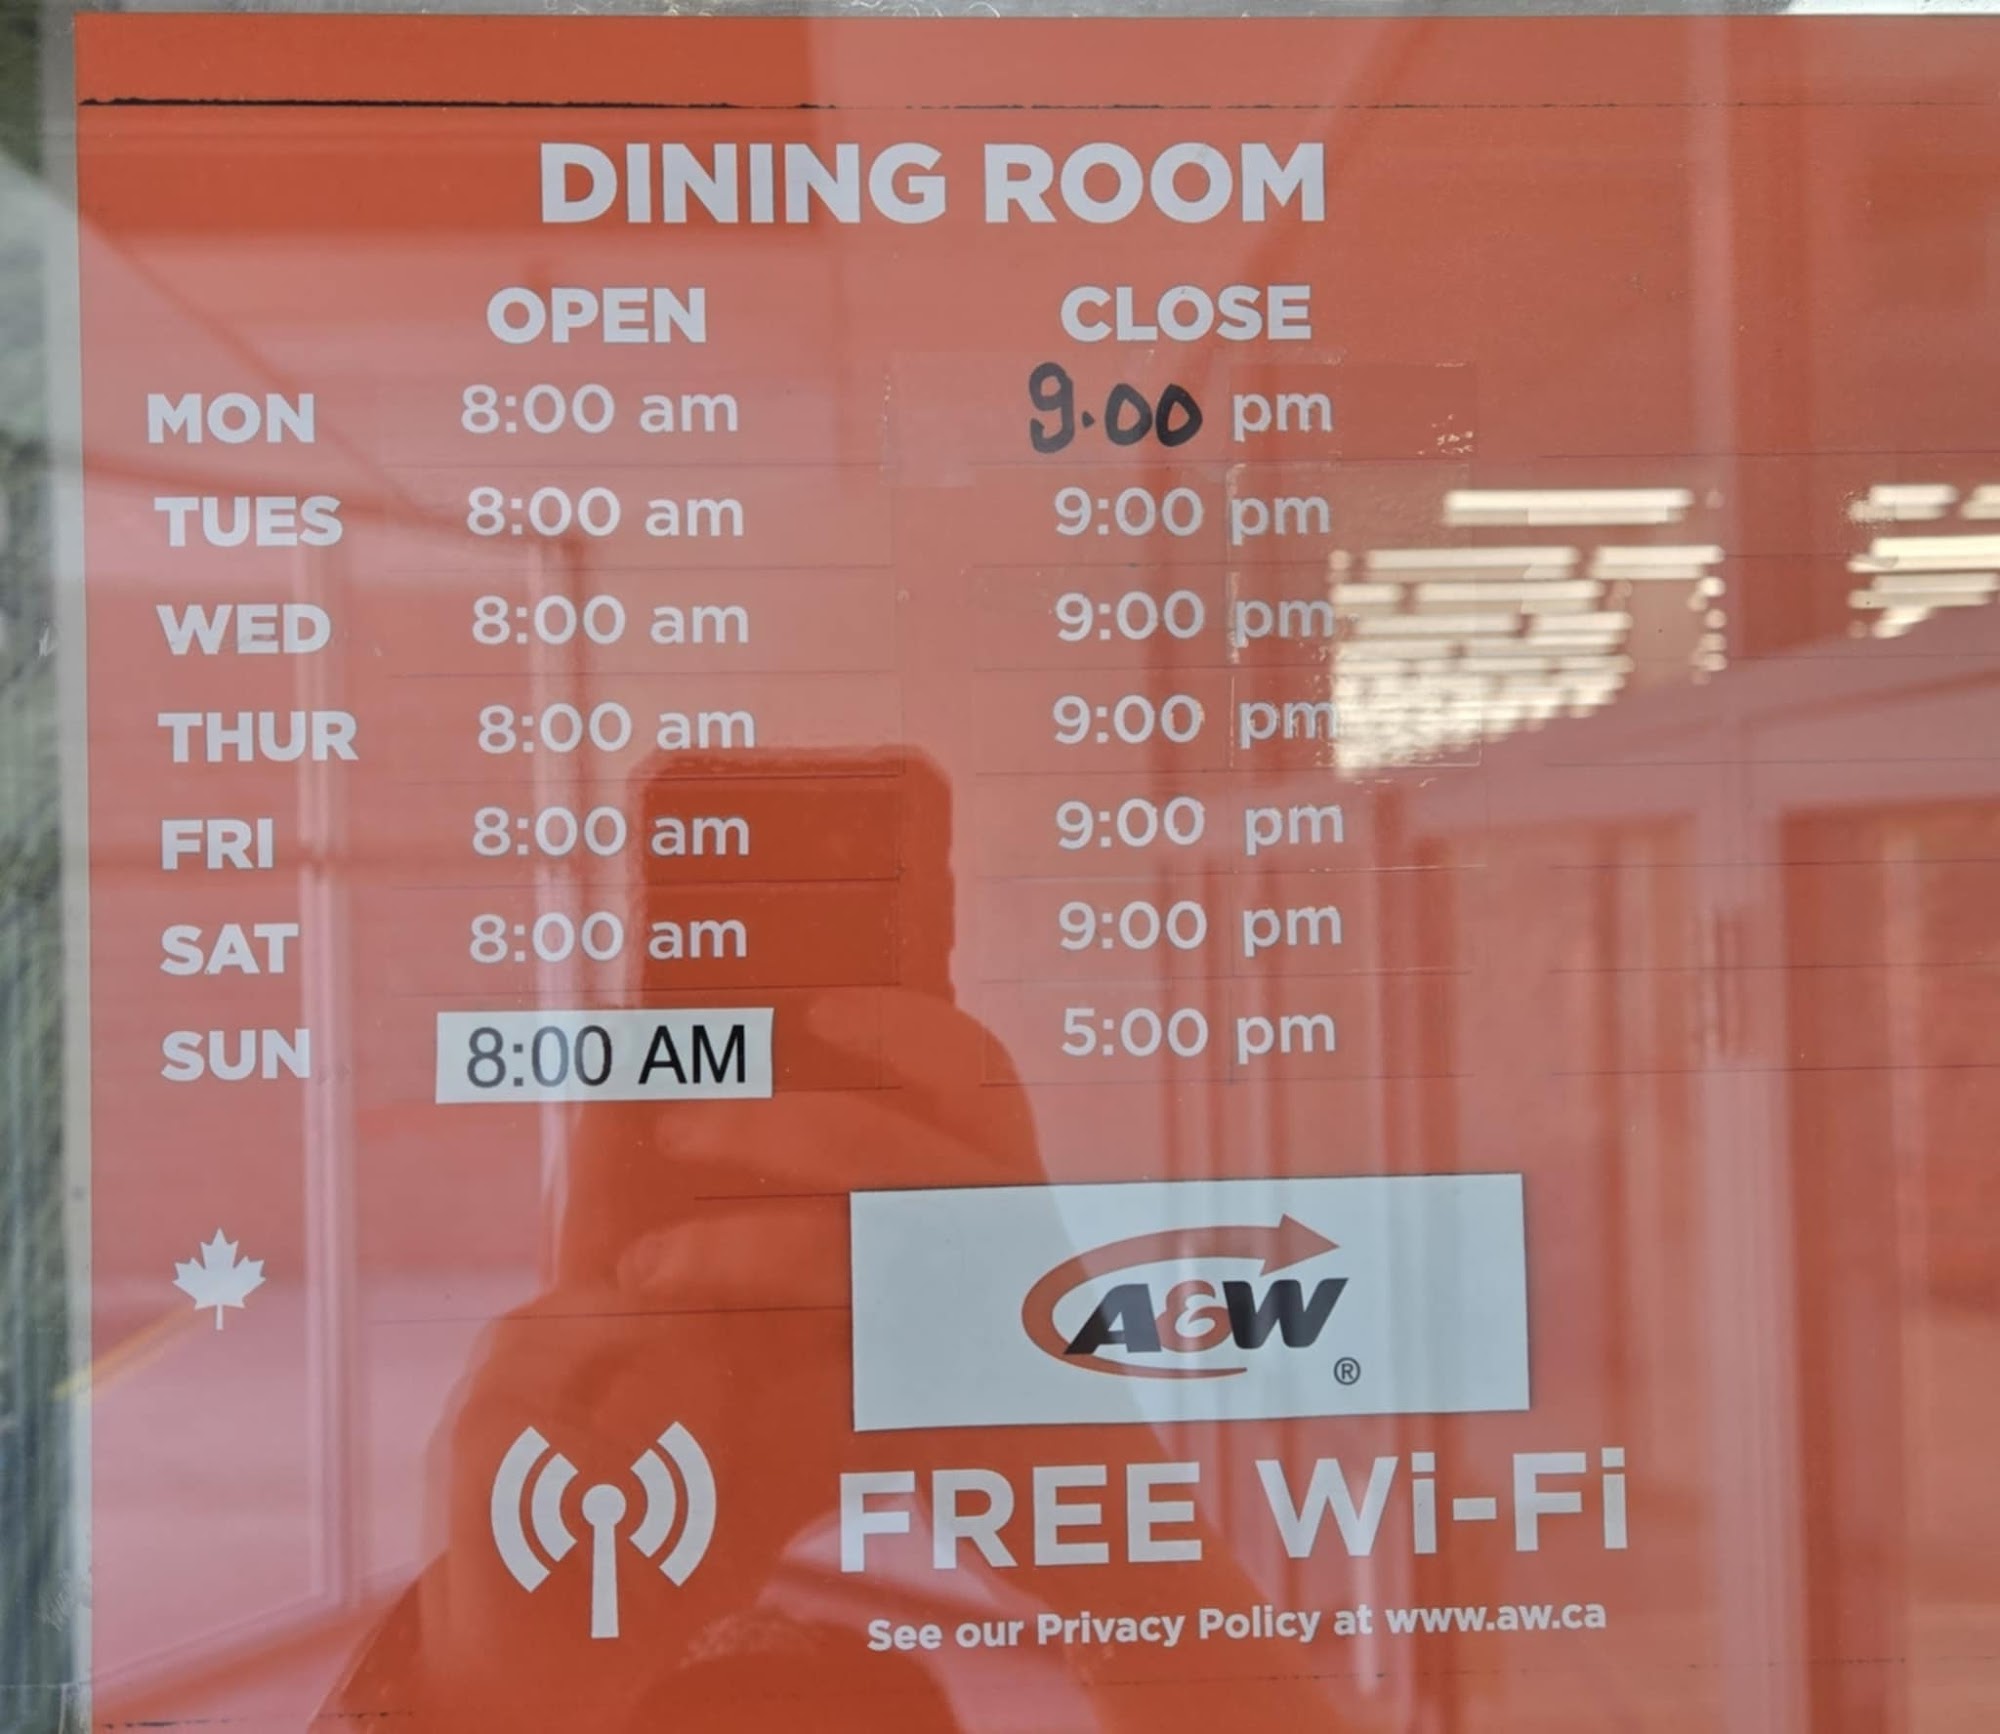 DINING ROOM
OPEN CLOSE
MON 8:00 am 9.00 pm
TUES 8:00 am 9:00 pm
WED 8:00 am 9:00 pm
THUR 8:00 am 9:00 pm
FRI 8:00 am 9:00 pm
SAT 8:00 am 9:00 pm
SUN 8:00 AM 5:00 pm
A&W®
FREE Wi-Fi
See our Privacy Policy at www.aw.ca